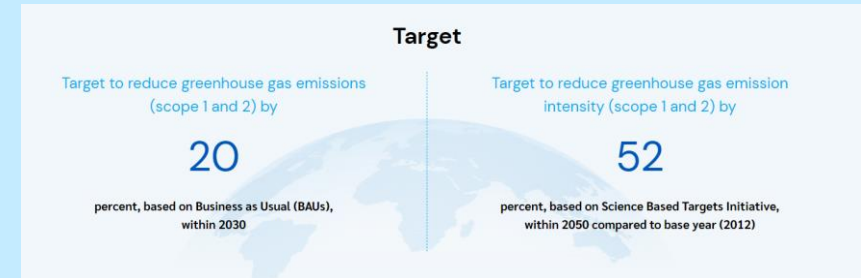 Target
Target to reduce greenhouse gas emissions
(scope 1 and 2) by
20
percent, based on Business as Usual (BAUs),
within 2030
Target to reduce greenhouse gas emission
intensity (scope 1 and 2) by
52
percent, based on Science Based Targets Initiative,
within 2050 compared to base year (2012)